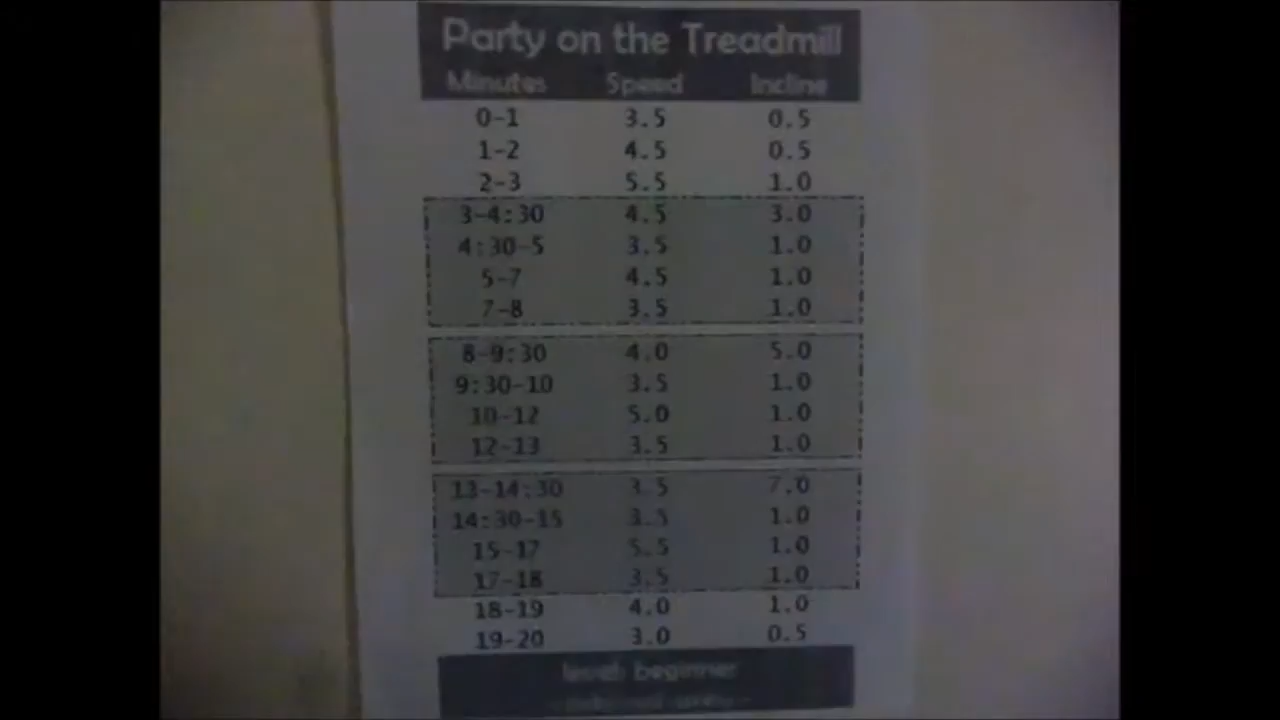 Party on the Treadmill
Minutes Speed Incline
0-1 3.5 0.5
1-2 4.5 0.5
2-3 5.5 1.0
3-4:30 4.5 3.0
4:30-5 3.5 1.0
5-7 4.5 1.0
7-8 3.5 1.0
8-9:30 4.0 5.0
9:30-10 3.5 1.0
10-12 5.0 1.0
12-13 3.5 1.0
13-14:30 3.5 7.0
14:30-15 3.5 1.0
15-17 5.5 1.0
17-18 3.5 1.0
18-19 4.0 1.0
19-20 3.0 0.5
level: beginner